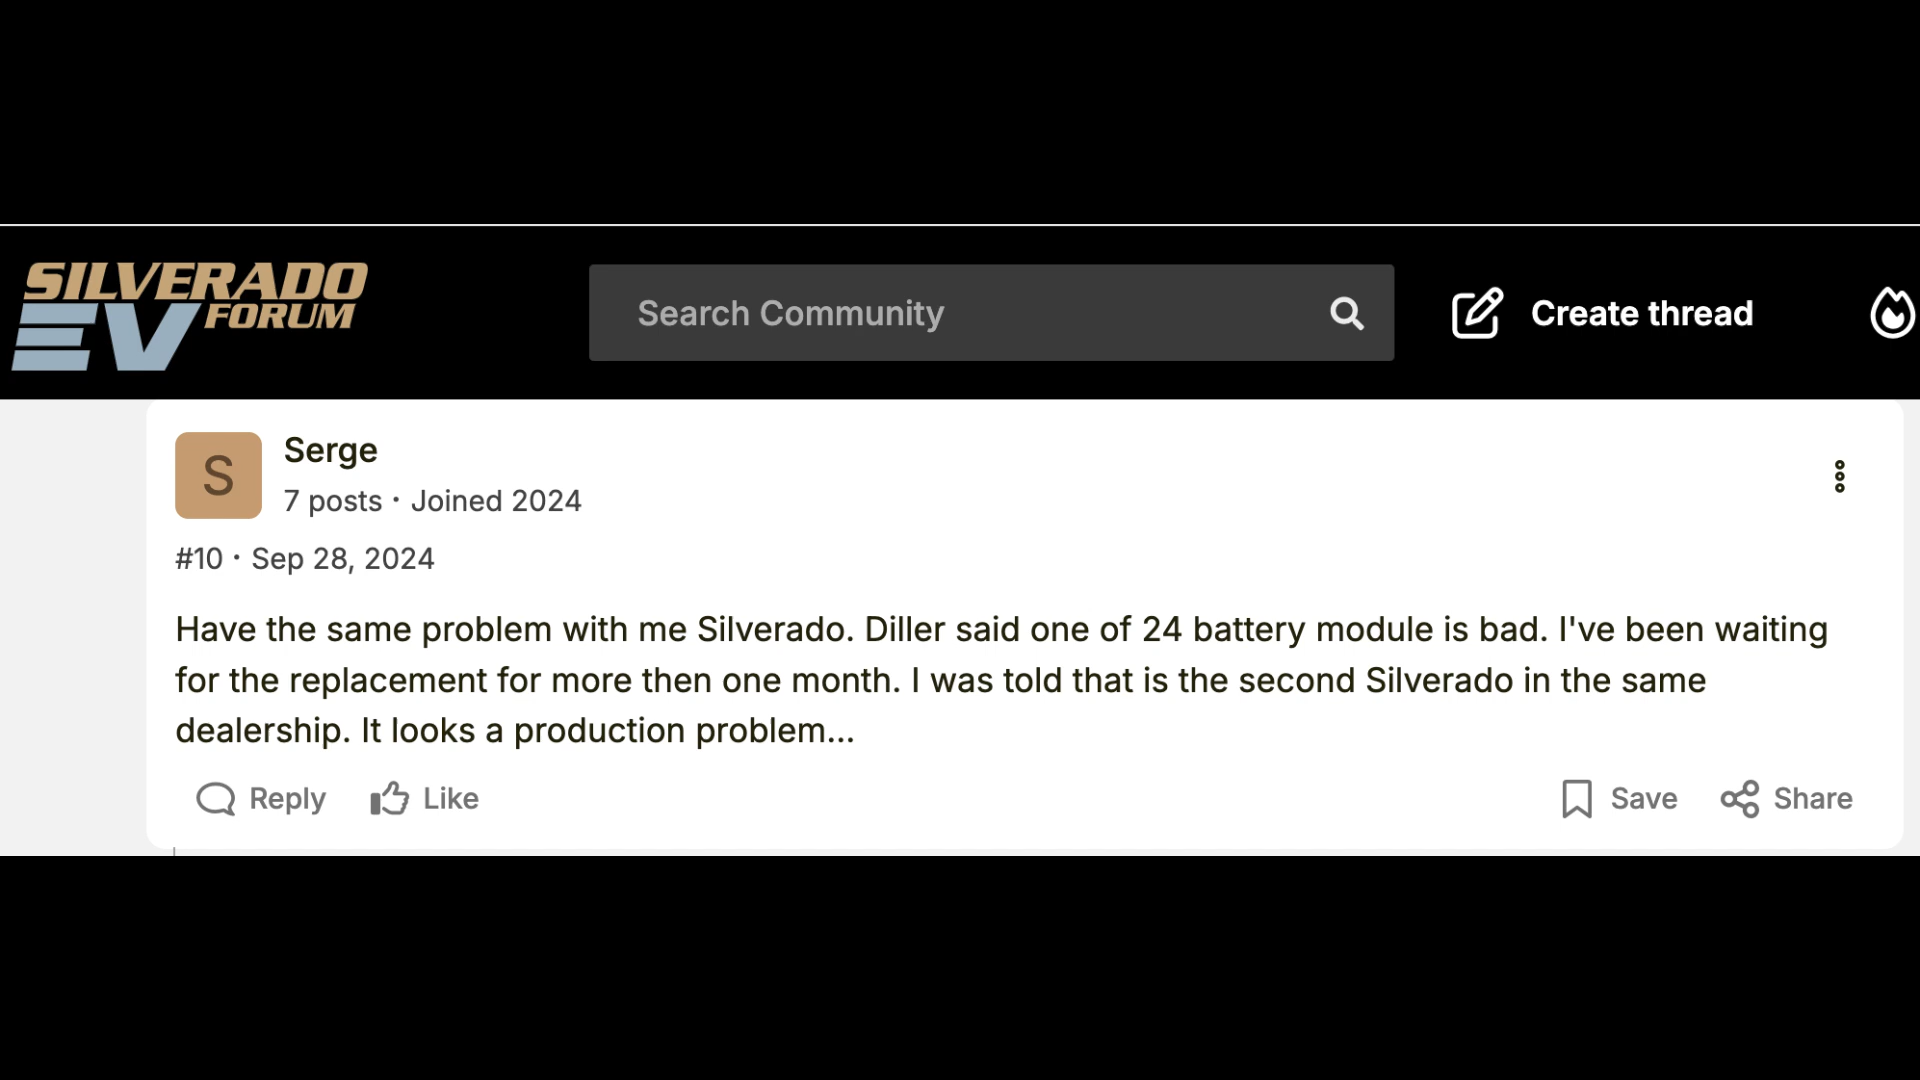 SILVERADO
EV FORUM
Search Community
Create thread
S
Serge
7 posts · Joined 2024
#10 · Sep 28, 2024
Have the same problem with me Silverado. Diller said one of 24 battery module is bad. I've been waiting
for the replacement for more then one month. I was told that is the second Silverado in the same
dealership. It looks a production problem...
Reply Like Save Share